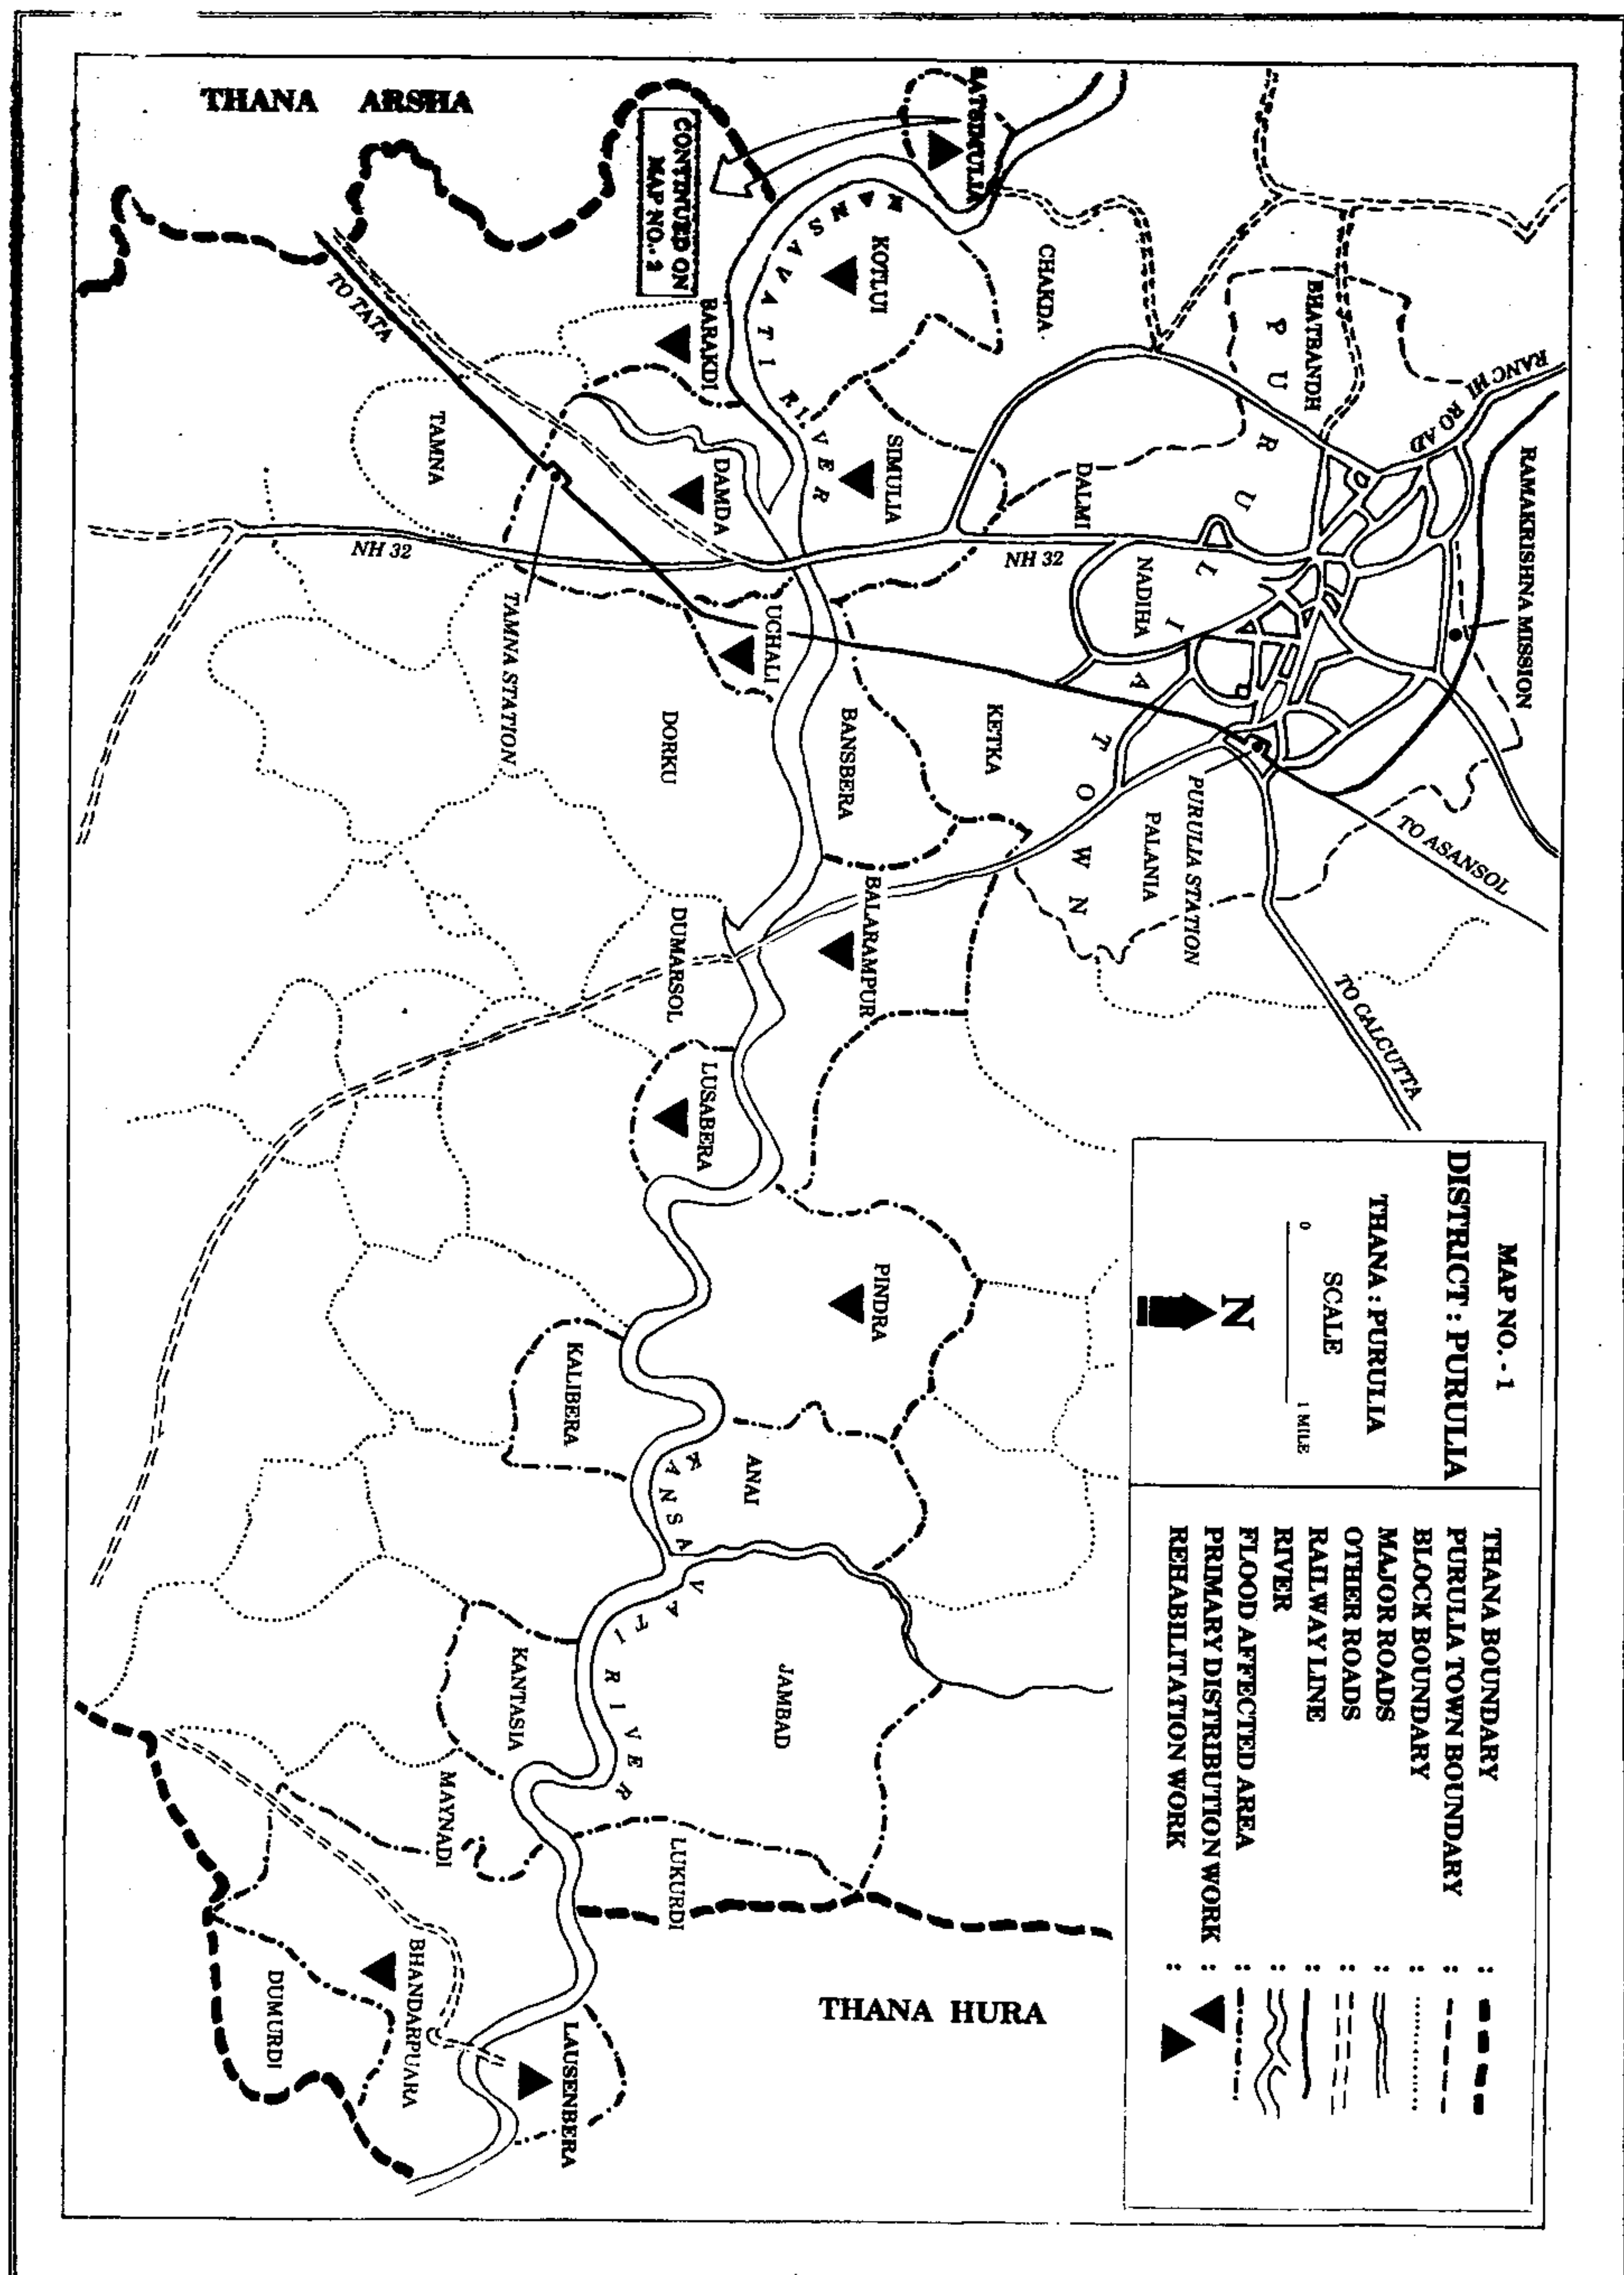 MAP NO. - 1
DISTRICT : PURULIA
THANA : PURULIA
SCALE
0 1 MILE
N
THANA BOUNDARY :
PURULIA TOWN BOUNDARY :
BLOCK BOUNDARY :
MAJOR ROADS :
OTHER ROADS :
RAILWAY LINE :
RIVER :
FLOOD AFFECTED AREA :
PRIMARY DISTRIBUTION WORK :
REHABILITATION WORK :
RAMAKRISHNA MISSION
RANCHI ROAD
TO ASANSOL
TO CALCUTTA
BHATBANDH
PURULIA TOWN
PURULIA STATION
NADIHA
PALANIA
CHAKDA
DALMI
NH 32
KETKA
SATSIMULIA
KOTLUI
SIMULIA
BANSBERA
BALARAMPUR
PINDRA
KANSAVATI RIVER
CONTINUED ON
MAP NO. 2
BARAKDI
DAMDA
UCHALI
DORKU
DUMARSOL
LUSABERA
ANAI
JAMBAD
LUKURDI
THANA HURA
KANSAVATI RIVER
KALIBERA
KANTASIA
MAYNADI
LAUSENBERA
BHANDARPUARA
DUMURDI
TAMNA
TAMNA STATION
NH 32
TO TATA
THANA ARSHA